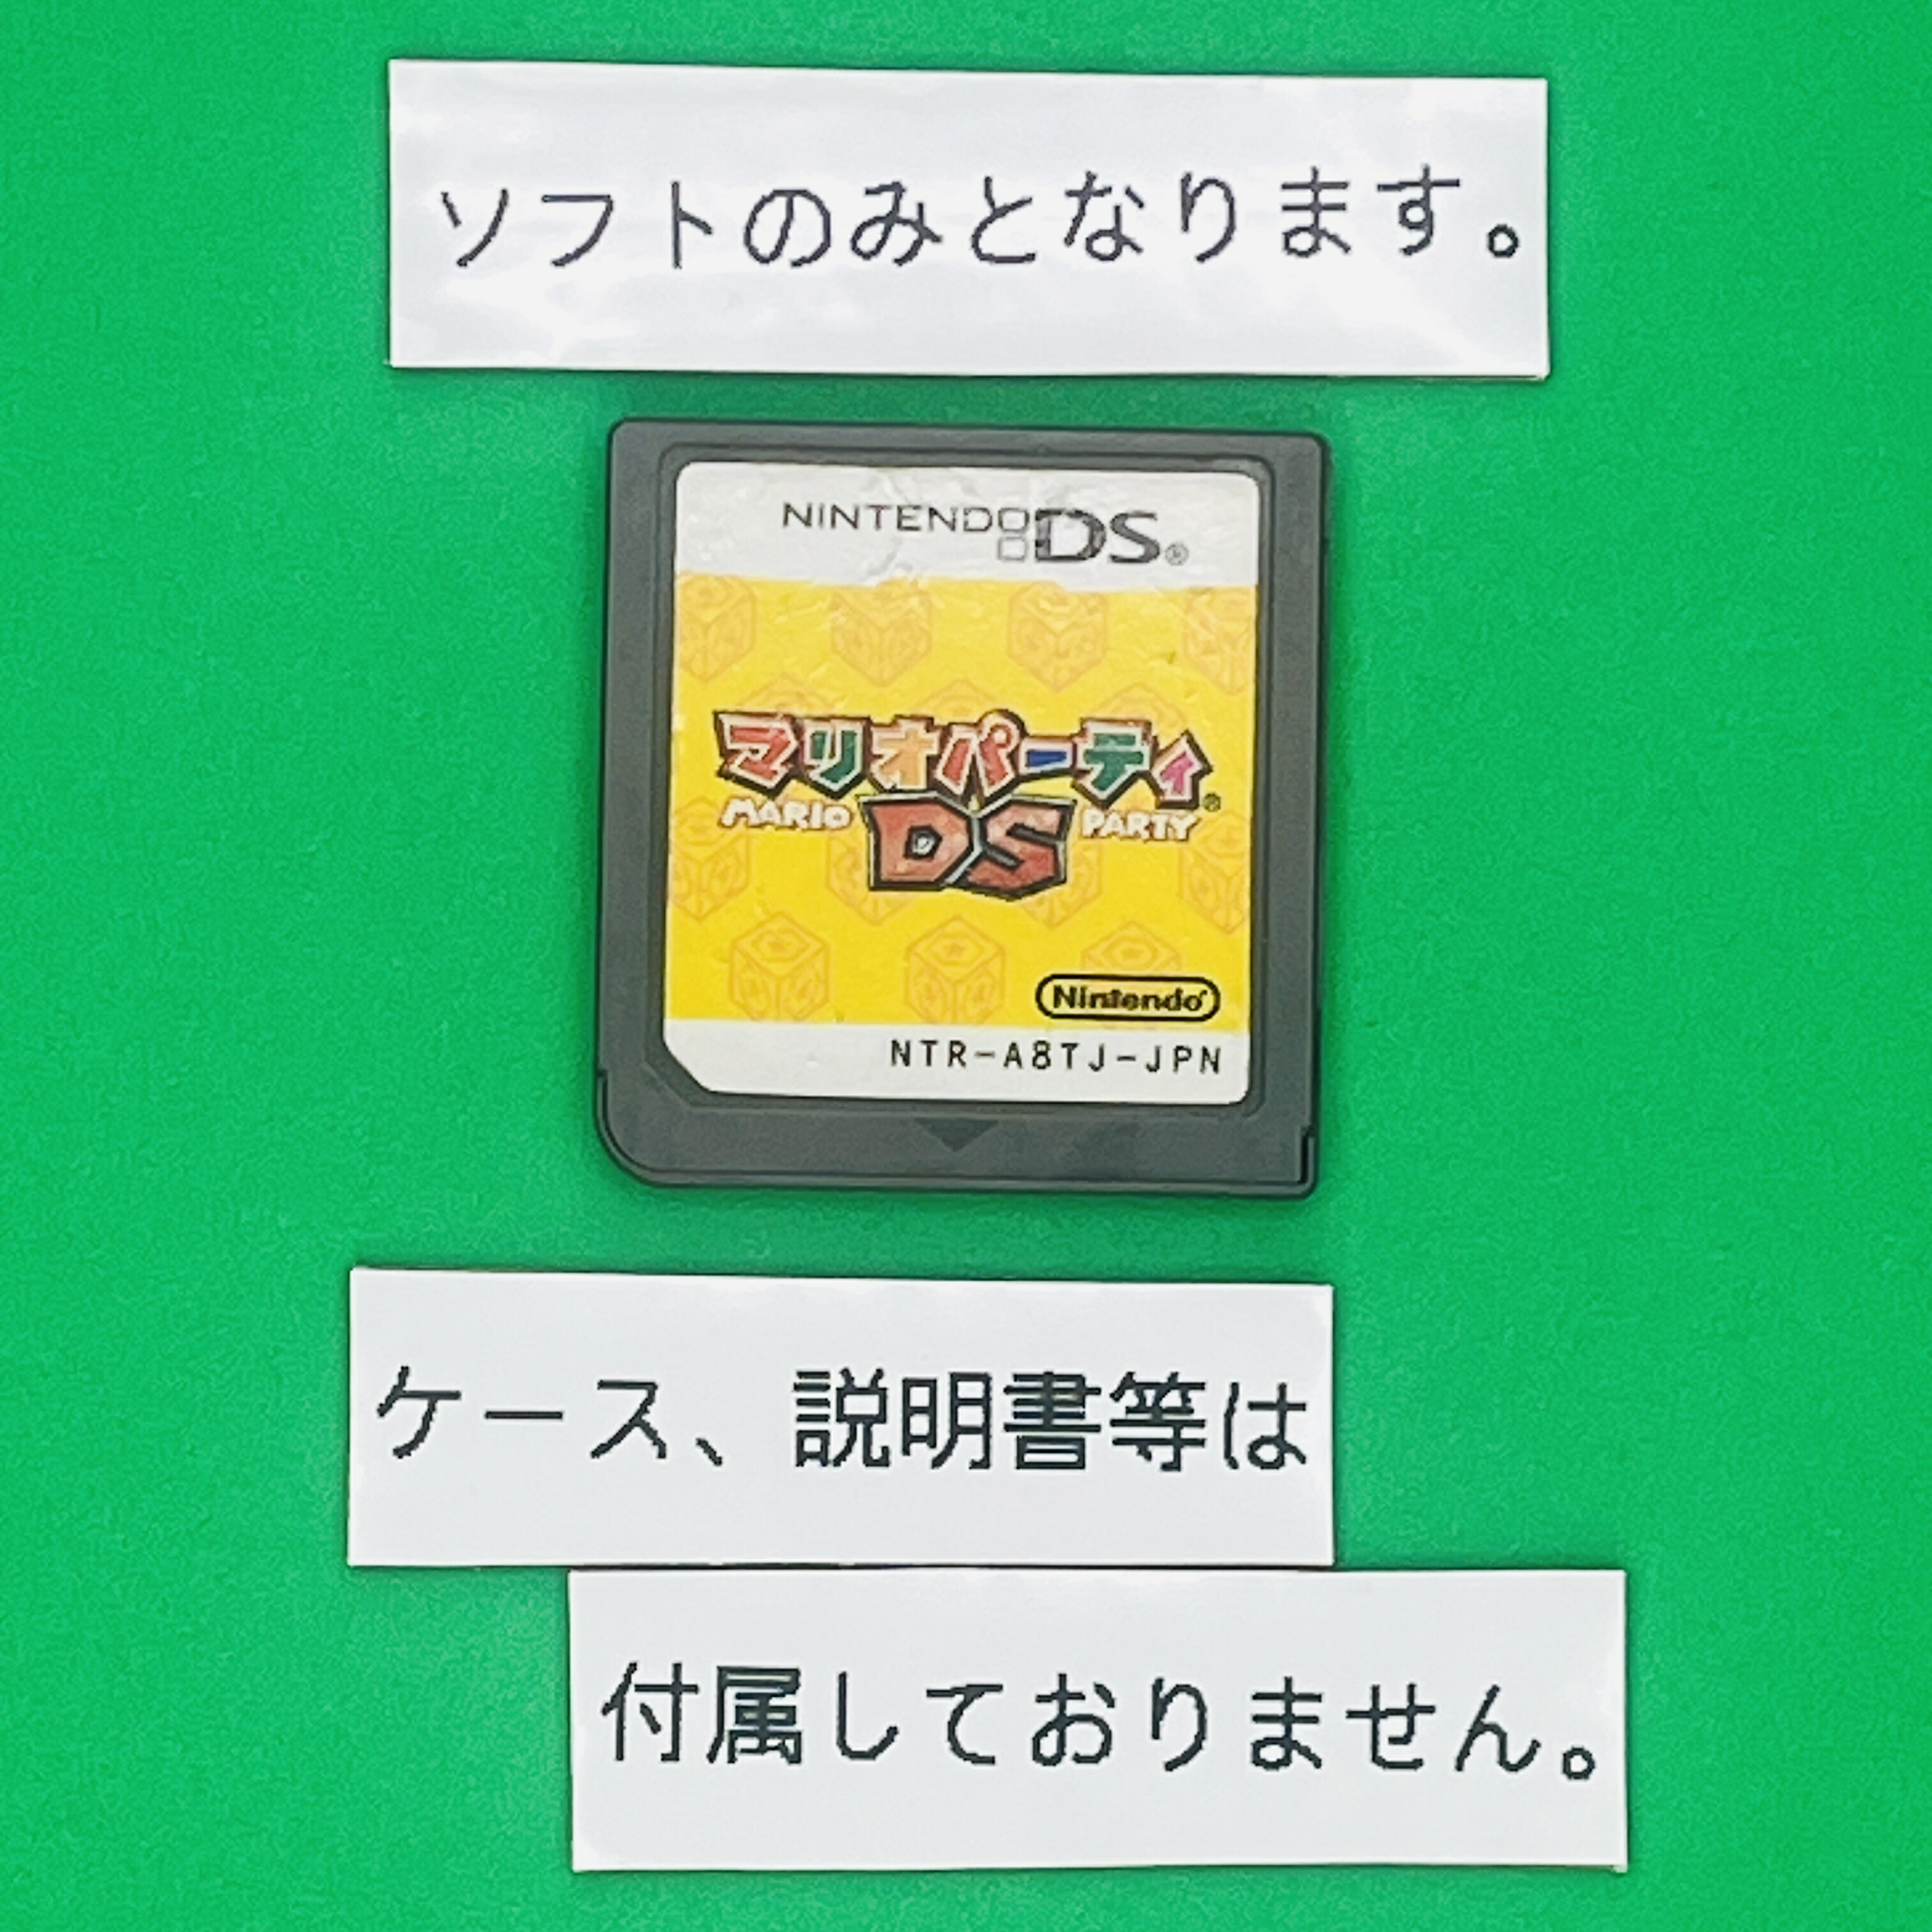 ソフトのみとなります。
NINTENDO DS®
マリオパーティ®
MARIO DS PARTY
Nintendo®
NTR-A8TJ-JPN
ケース、説明書等は
付属しておりません。